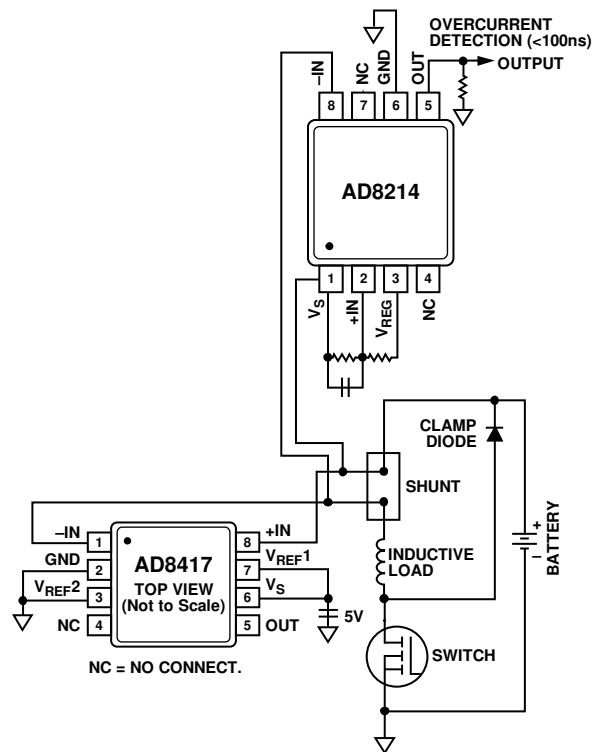 OVERCURRENT
DETECTION (<100ns)
OUTPUT
–IN
NC
GND
OUT
8
7
6
5
AD8214
1
2
3
4
VS
+IN
VREG
NC
CLAMP
DIODE
SHUNT
INDUCTIVE
LOAD
+
–
BATTERY
SWITCH
–IN
1
8
+IN
GND
2
AD8417
7
VREF1
VREF2
3
TOP VIEW
(Not to Scale)
6
VS
NC
4
5
OUT
5V
NC = NO CONNECT.